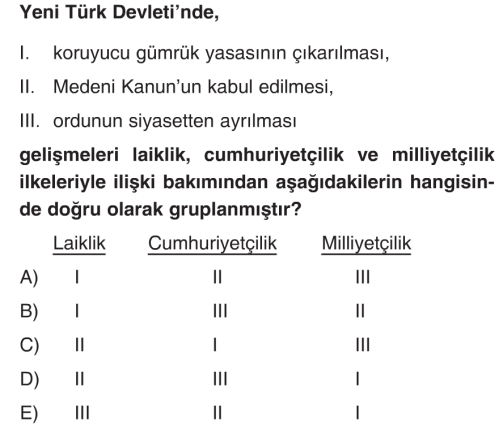 Yeni Türk Devleti’nde,
I. koruyucu gümrük yasasının çıkarılması,
II. Medeni Kanun’un kabul edilmesi,
III. ordunun siyasetten ayrılması
gelişmeleri laiklik, cumhuriyetçilik ve milliyetçilik
ilkeleriyle ilişki bakımından aşağıdakilerin hangisin-
de doğru olarak gruplanmıştır?
Laiklik Cumhuriyetçilik Milliyetçilik
A) I II III
B) I III II
C) II I III
D) II III I
E) III II I